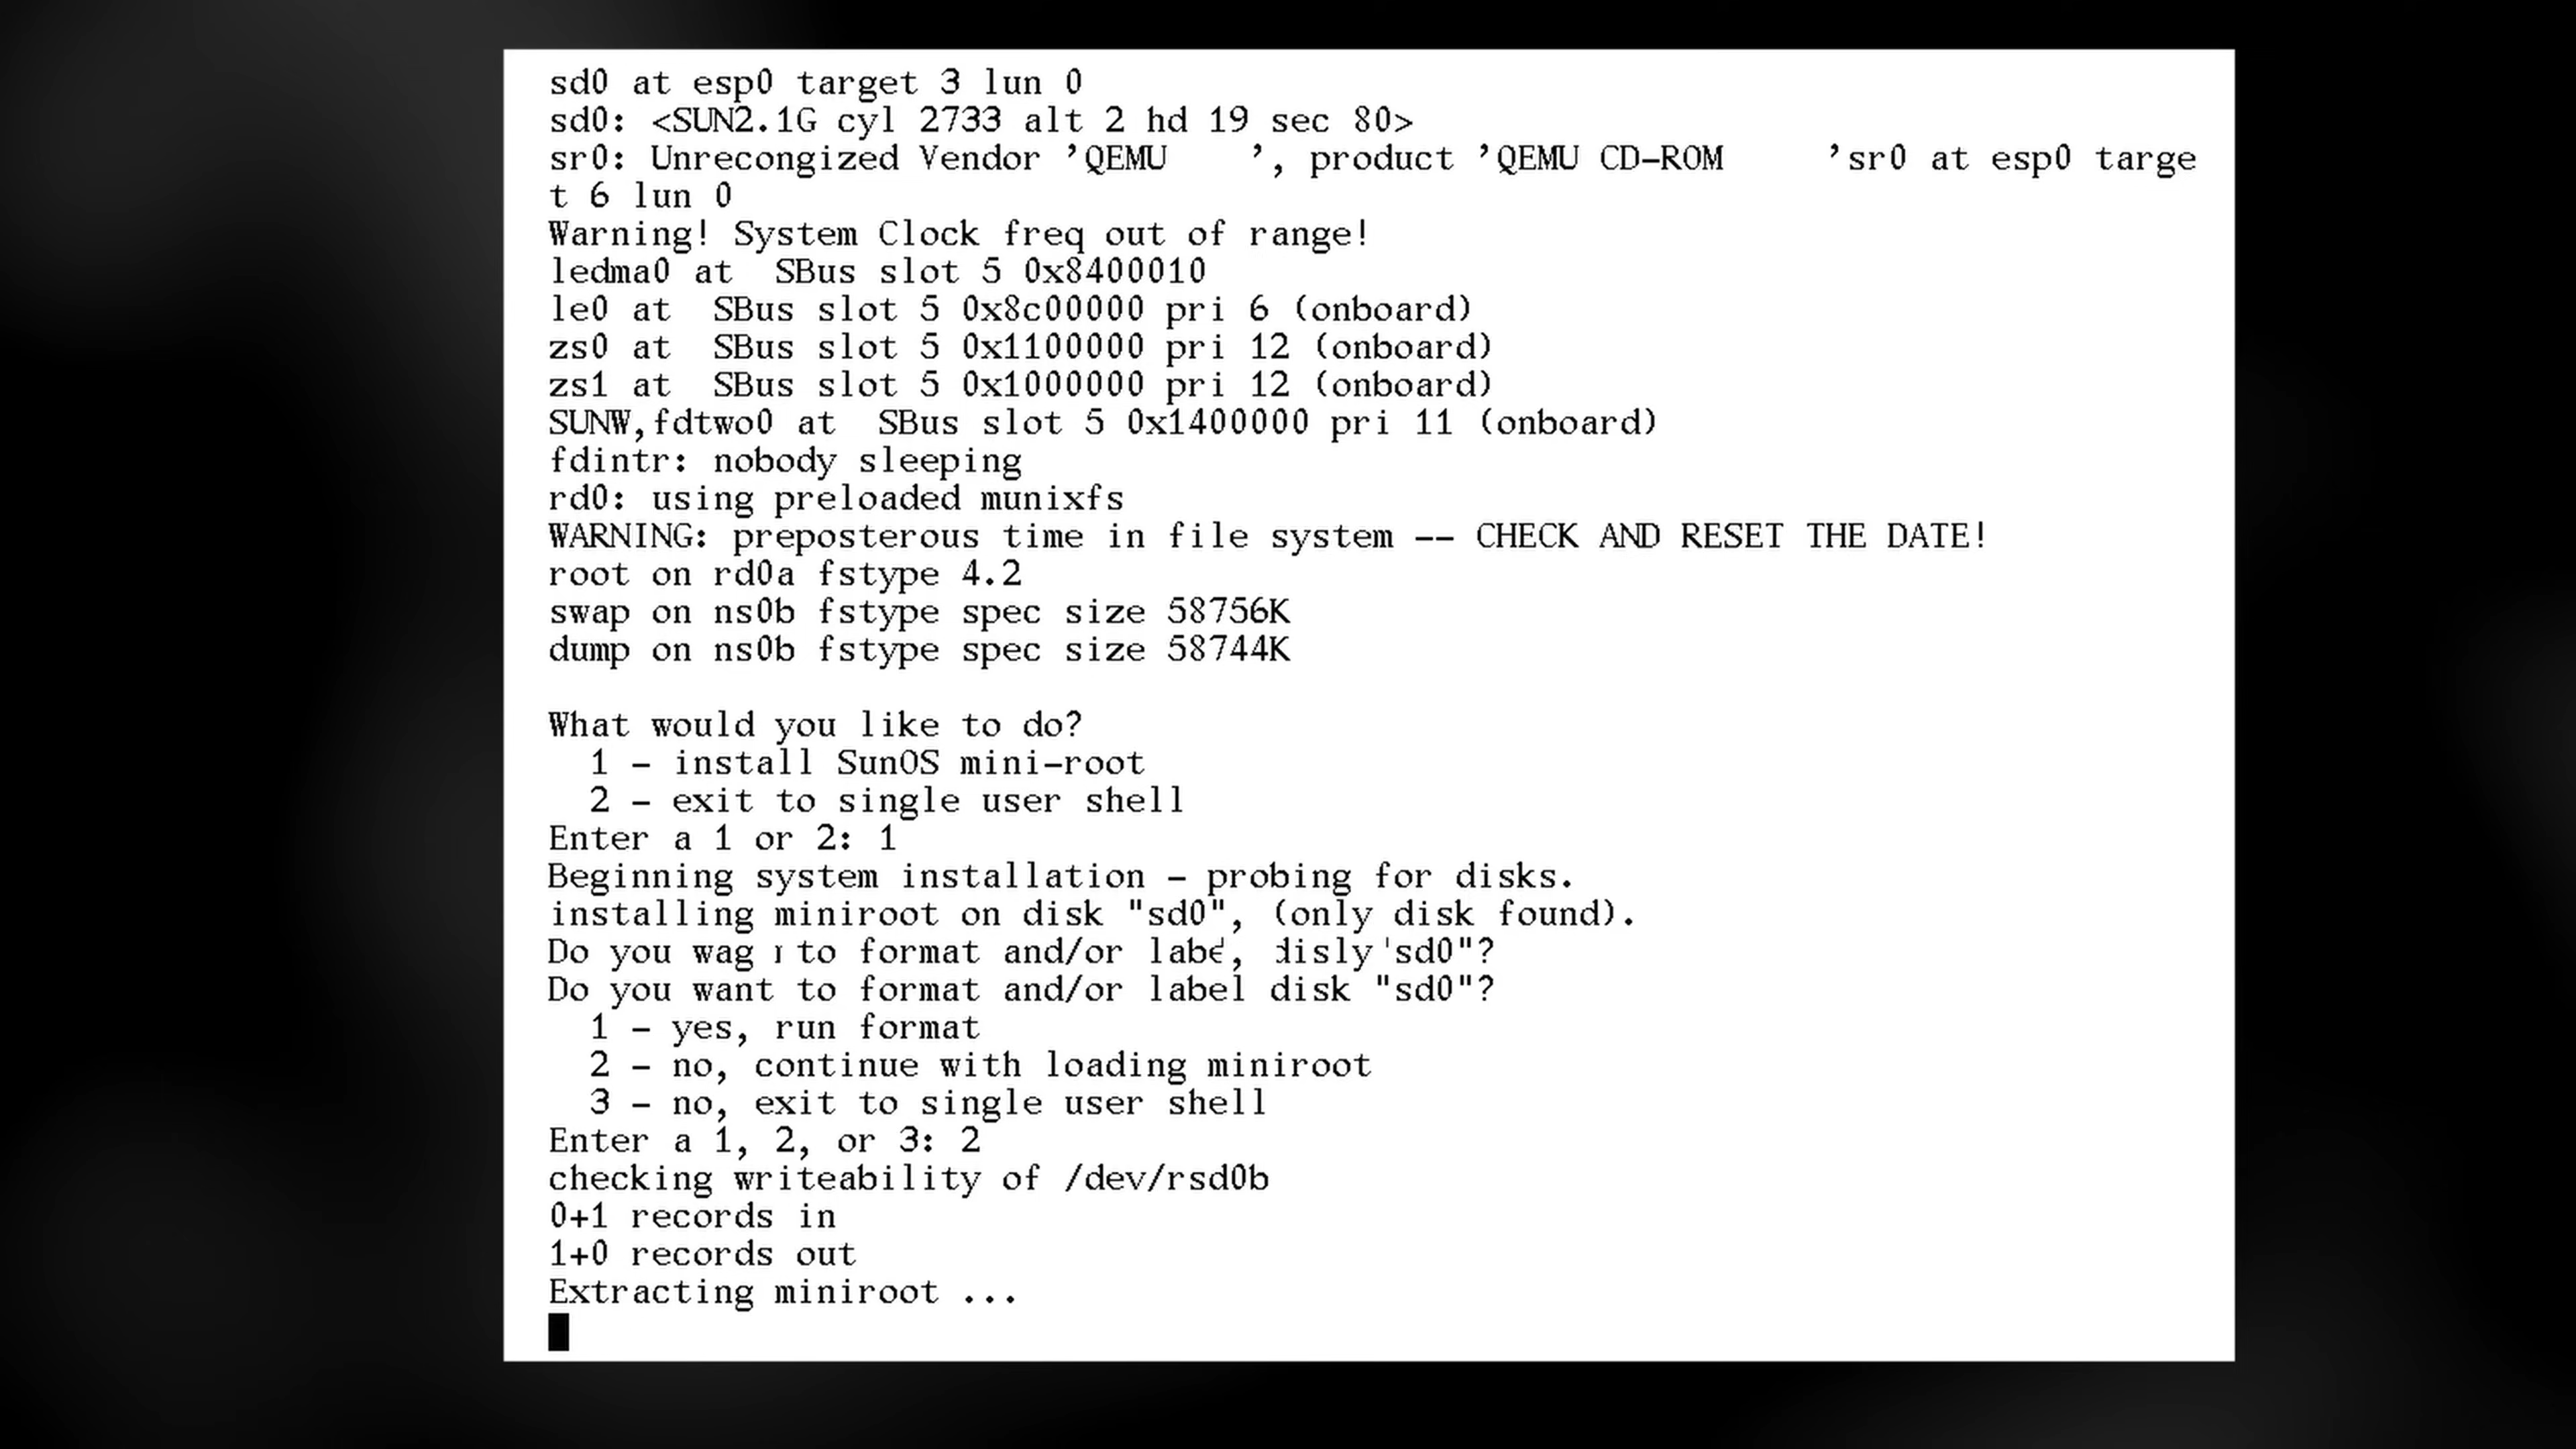 sd0 at esp0 target 3 lun 0
sd0: <SUN2.1G cyl 2733 alt 2 hd 19 sec 80>
sr0: Unrecongized Vendor 'QEMU    ', product 'QEMU CD-ROM     'sr0 at esp0 targe
t 6 lun 0
Warning! System Clock freq out of range!
ledma0 at  SBus slot 5 0x8400010
le0 at  SBus slot 5 0x8c00000 pri 6 (onboard)
zs0 at  SBus slot 5 0x1100000 pri 12 (onboard)
zs1 at  SBus slot 5 0x1000000 pri 12 (onboard)
SUNW,fdtwo0 at  SBus slot 5 0x1400000 pri 11 (onboard)
fdintr: nobody sleeping
rd0: using preloaded munixfs
WARNING: preposterous time in file system -- CHECK AND RESET THE DATE!
root on rd0a fstype 4.2
swap on ns0b fstype spec size 58756K
dump on ns0b fstype spec size 58744K
What would you like to do?
  1 - install SunOS mini-root
  2 - exit to single user shell
Enter a 1 or 2: 1
Beginning system installation - probing for disks.
installing miniroot on disk "sd0", (only disk found).
Do you to format and/or sd0"?
Do you want to format and/or label disk "sd0"?
  1 - yes, run format
  2 - no, continue with loading miniroot
  3 - no, exit to single user shell
Enter a 1, 2, or 3: 2
checking writeability of /dev/rsd0b
0+1 records in
1+0 records out
Extracting miniroot ...